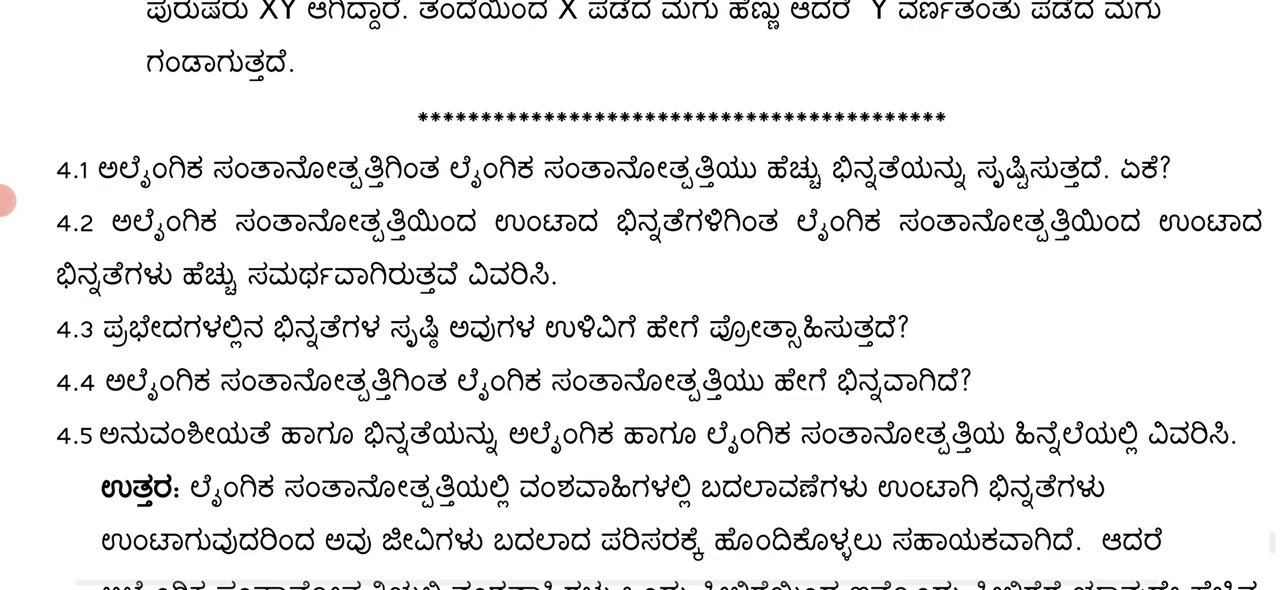 ಪುರುಷರು XY ಆಗಿದ್ದಾರೆ. ತಂದೆಯಿಂದ X ಪಡೆದ ಮಗು ಹೆಣ್ಣು ಆದರೆ Y ವರ್ಣತಂತು ಪಡೆದ ಮಗು
ಗಂಡಾಗುತ್ತದೆ.
******************************************
4.1 ಅಲೈಂಗಿಕ ಸಂತಾನೋತ್ಪತ್ತಿಗಿಂತ ಲೈಂಗಿಕ ಸಂತಾನೋತ್ಪತ್ತಿಯು ಹೆಚ್ಚು ಭಿನ್ನತೆಯನ್ನು ಸೃಷ್ಟಿಸುತ್ತದೆ. ಏಕೆ?
4.2 ಅಲೈಂಗಿಕ ಸಂತಾನೋತ್ಪತ್ತಿಯಿಂದ ಉಂಟಾದ ಭಿನ್ನತೆಗಳಿಗಿಂತ ಲೈಂಗಿಕ ಸಂತಾನೋತ್ಪತ್ತಿಯಿಂದ ಉಂಟಾದ
ಭಿನ್ನತೆಗಳು ಹೆಚ್ಚು ಸಮರ್ಥವಾಗಿರುತ್ತವೆ ವಿವರಿಸಿ.
4.3 ಪ್ರಭೇದಗಳಲ್ಲಿನ ಭಿನ್ನತೆಗಳ ಸೃಷ್ಠಿ ಅವುಗಳ ಉಳಿವಿಗೆ ಹೇಗೆ ಪ್ರೋತ್ಸಾಹಿಸುತ್ತದೆ?
4.4 ಅಲೈಂಗಿಕ ಸಂತಾನೋತ್ಪತ್ತಿಗಿಂತ ಲೈಂಗಿಕ ಸಂತಾನೋತ್ಪತ್ತಿಯು ಹೇಗೆ ಭಿನ್ನವಾಗಿದೆ?
4.5 ಅನುವಂಶೀಯತೆ ಹಾಗೂ ಭಿನ್ನತೆಯನ್ನು ಅಲೈಂಗಿಕ ಹಾಗೂ ಲೈಂಗಿಕ ಸಂತಾನೋತ್ಪತ್ತಿಯ ಹಿನ್ನೆಲೆಯಲ್ಲಿ ವಿವರಿಸಿ.
ಉತ್ತರ: ಲೈಂಗಿಕ ಸಂತಾನೋತ್ಪತ್ತಿಯಲ್ಲಿ ವಂಶವಾಹಿಗಳಲ್ಲಿ ಬದಲಾವಣೆಗಳು ಉಂಟಾಗಿ ಭಿನ್ನತೆಗಳು
ಉಂಟಾಗುವುದರಿಂದ ಅವು ಜೀವಿಗಳು ಬದಲಾದ ಪರಿಸರಕ್ಕೆ ಹೊಂದಿಕೊಳ್ಳಲು ಸಹಾಯಕವಾಗಿದೆ. ಆದರೆ